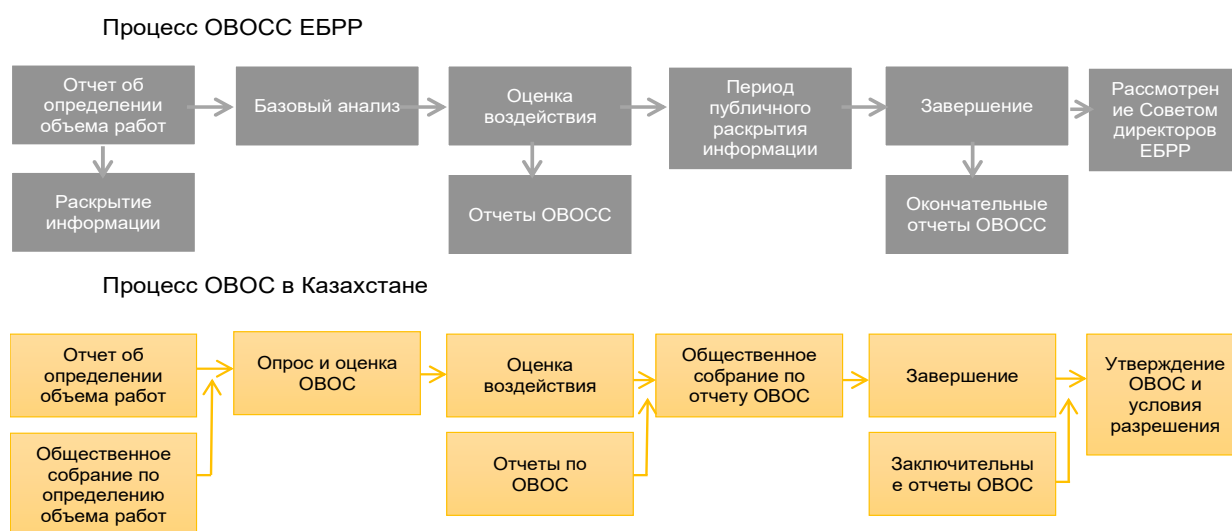 Процесс ОВОСС ЕБРР
Отчет об
определении
объема работ
Базовый анализ
Оценка
воздействия
Период
публичного
раскрытия
информации
Завершение
Рассмотрен
ие Советом
директоров
ЕБРР
Раскрытие
информации
Отчеты ОВОСС
Окончательные
отчеты ОВОСС
Процесс ОВОС в Казахстане
Отчет об
определении
объема работ
Опрос и оценка
ОВОС
Оценка
воздействия
Общественное
собрание по
отчету ОВОС
Завершение
Утверждение
ОВОС и
условия
разрешения
Общественное
собрание по
определению
объема работ
Отчеты по
ОВОС
Заключительны
е отчеты ОВОС